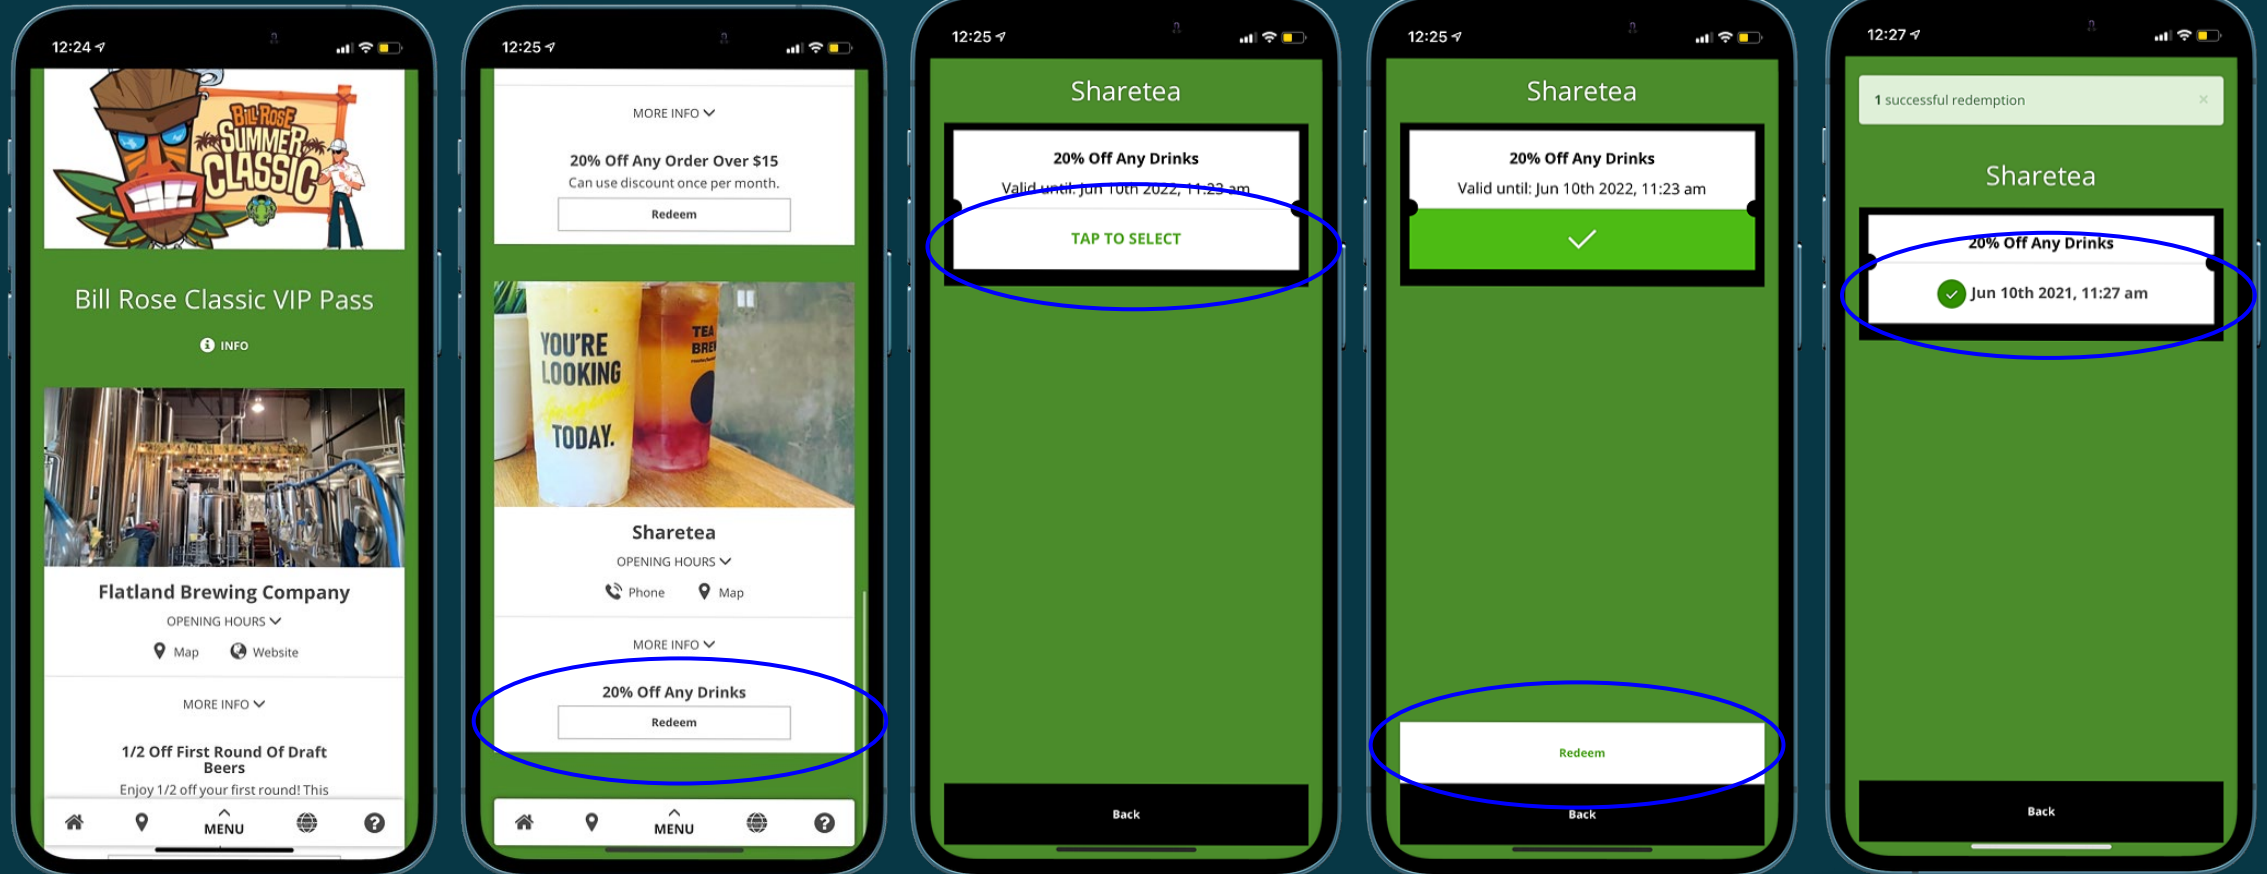 12:24
BILL ROSE
SUMMER
CLASSIC
Bill Rose Classic VIP Pass
INFO
Flatland Brewing Company
OPENING HOURS
Map Website
MORE INFO
1/2 Off First Round Of Draft
Beers
Enjoy 1/2 off your first round! This
MENU
12:25
MORE INFO
20% Off Any Order Over $15
Can use discount once per month.
Redeem
YOU'RE
LOOKING
TODAY.
TEA
Sharetea
OPENING HOURS
Phone Map
MORE INFO
20% Off Any Drinks
Redeem
MENU
12:25
Sharetea
20% Off Any Drinks
Valid until: Jun 10th 2022, 11:23 am
TAP TO SELECT
Back
12:25
Sharetea
20% Off Any Drinks
Valid until: Jun 10th 2022, 11:23 am
Redeem
Back
12:27
1 successful redemption
Sharetea
20% Off Any Drinks
Jun 10th 2021, 11:27 am
Back